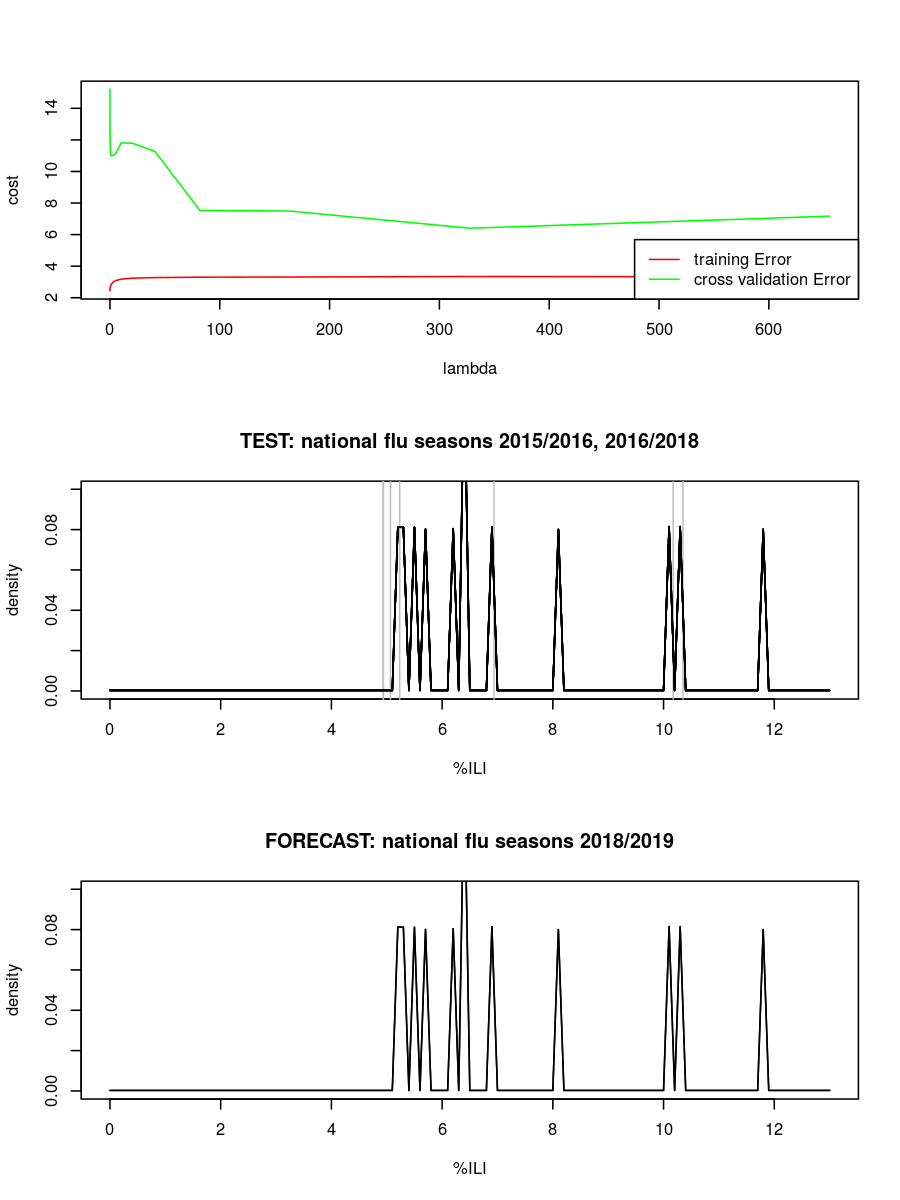 14
10
8
6
4
2
cost
training Error
cross validation Error
0 100 200 300 400 500 600
lambda
TEST: national flu seasons 2015/2016, 2016/2018
0.08
0.04
0.00
density
0 2 4 6 8 10 12
%ILI
FORECAST: national flu seasons 2018/2019
0.08
0.04
0.00
density
0 2 4 6 8 10 12
%ILI